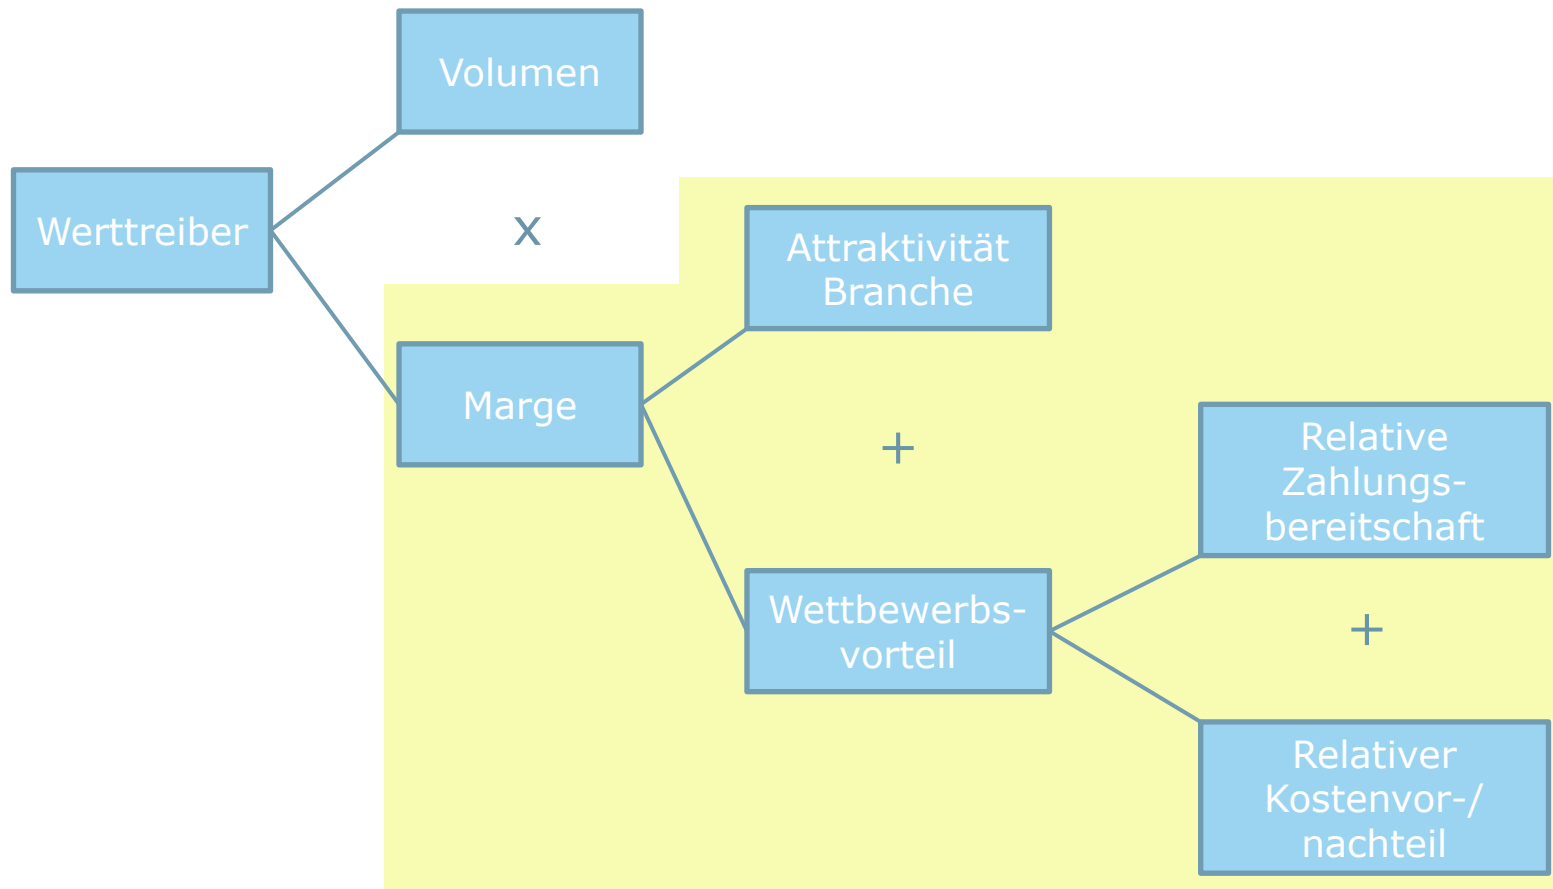 Volumen
Werttreiber
x
Attraktivität
Branche
Marge
+
Relative
Zahlungs-
bereitschaft
Wettbewerbs-
vorteil
+
Relativer
Kostenvor-/
nachteil